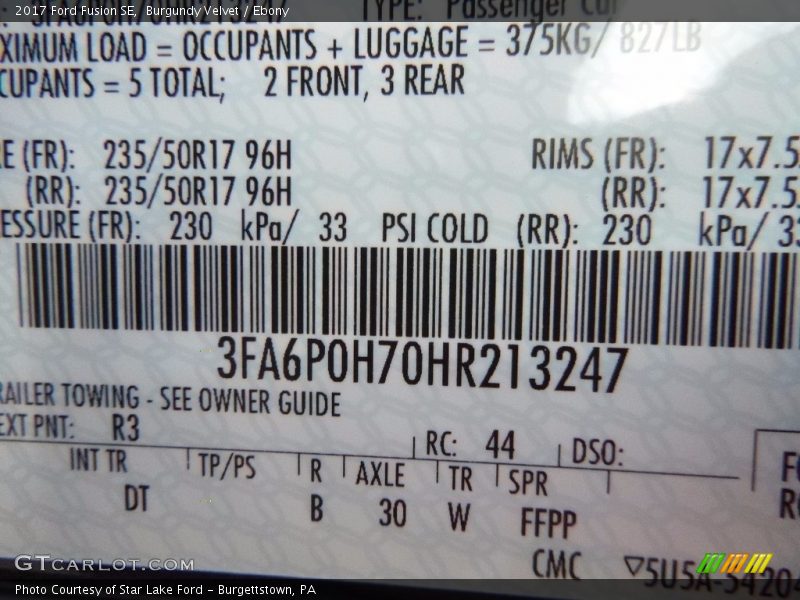 2017 Ford Fusion SE, Burgundy Velvet / Ebony
TYPE: Passenger Car
XIMUM LOAD = OCCUPANTS + LUGGAGE = 375KG/ 827LB
CUPANTS = 5 TOTAL; 2 FRONT, 3 REAR
E (FR): 235/50R17 96H RIMS (FR): 17x7.5
(RR): 235/50R17 96H (RR): 17x7.5
ESSURE (FR): 230 kPa/ 33 PSI COLD (RR): 230 kPa/ 33
3FA6P0H70HR213247
RAILER TOWING - SEE OWNER GUIDE
EXT PNT: R3 RC: 44 DSO:
INT TR TP/PS R AXLE TR SPR
DT B 30 W FFPP
CMC
GTCARLOT.COM
Photo Courtesy of Star Lake Ford - Burgettstown, PA